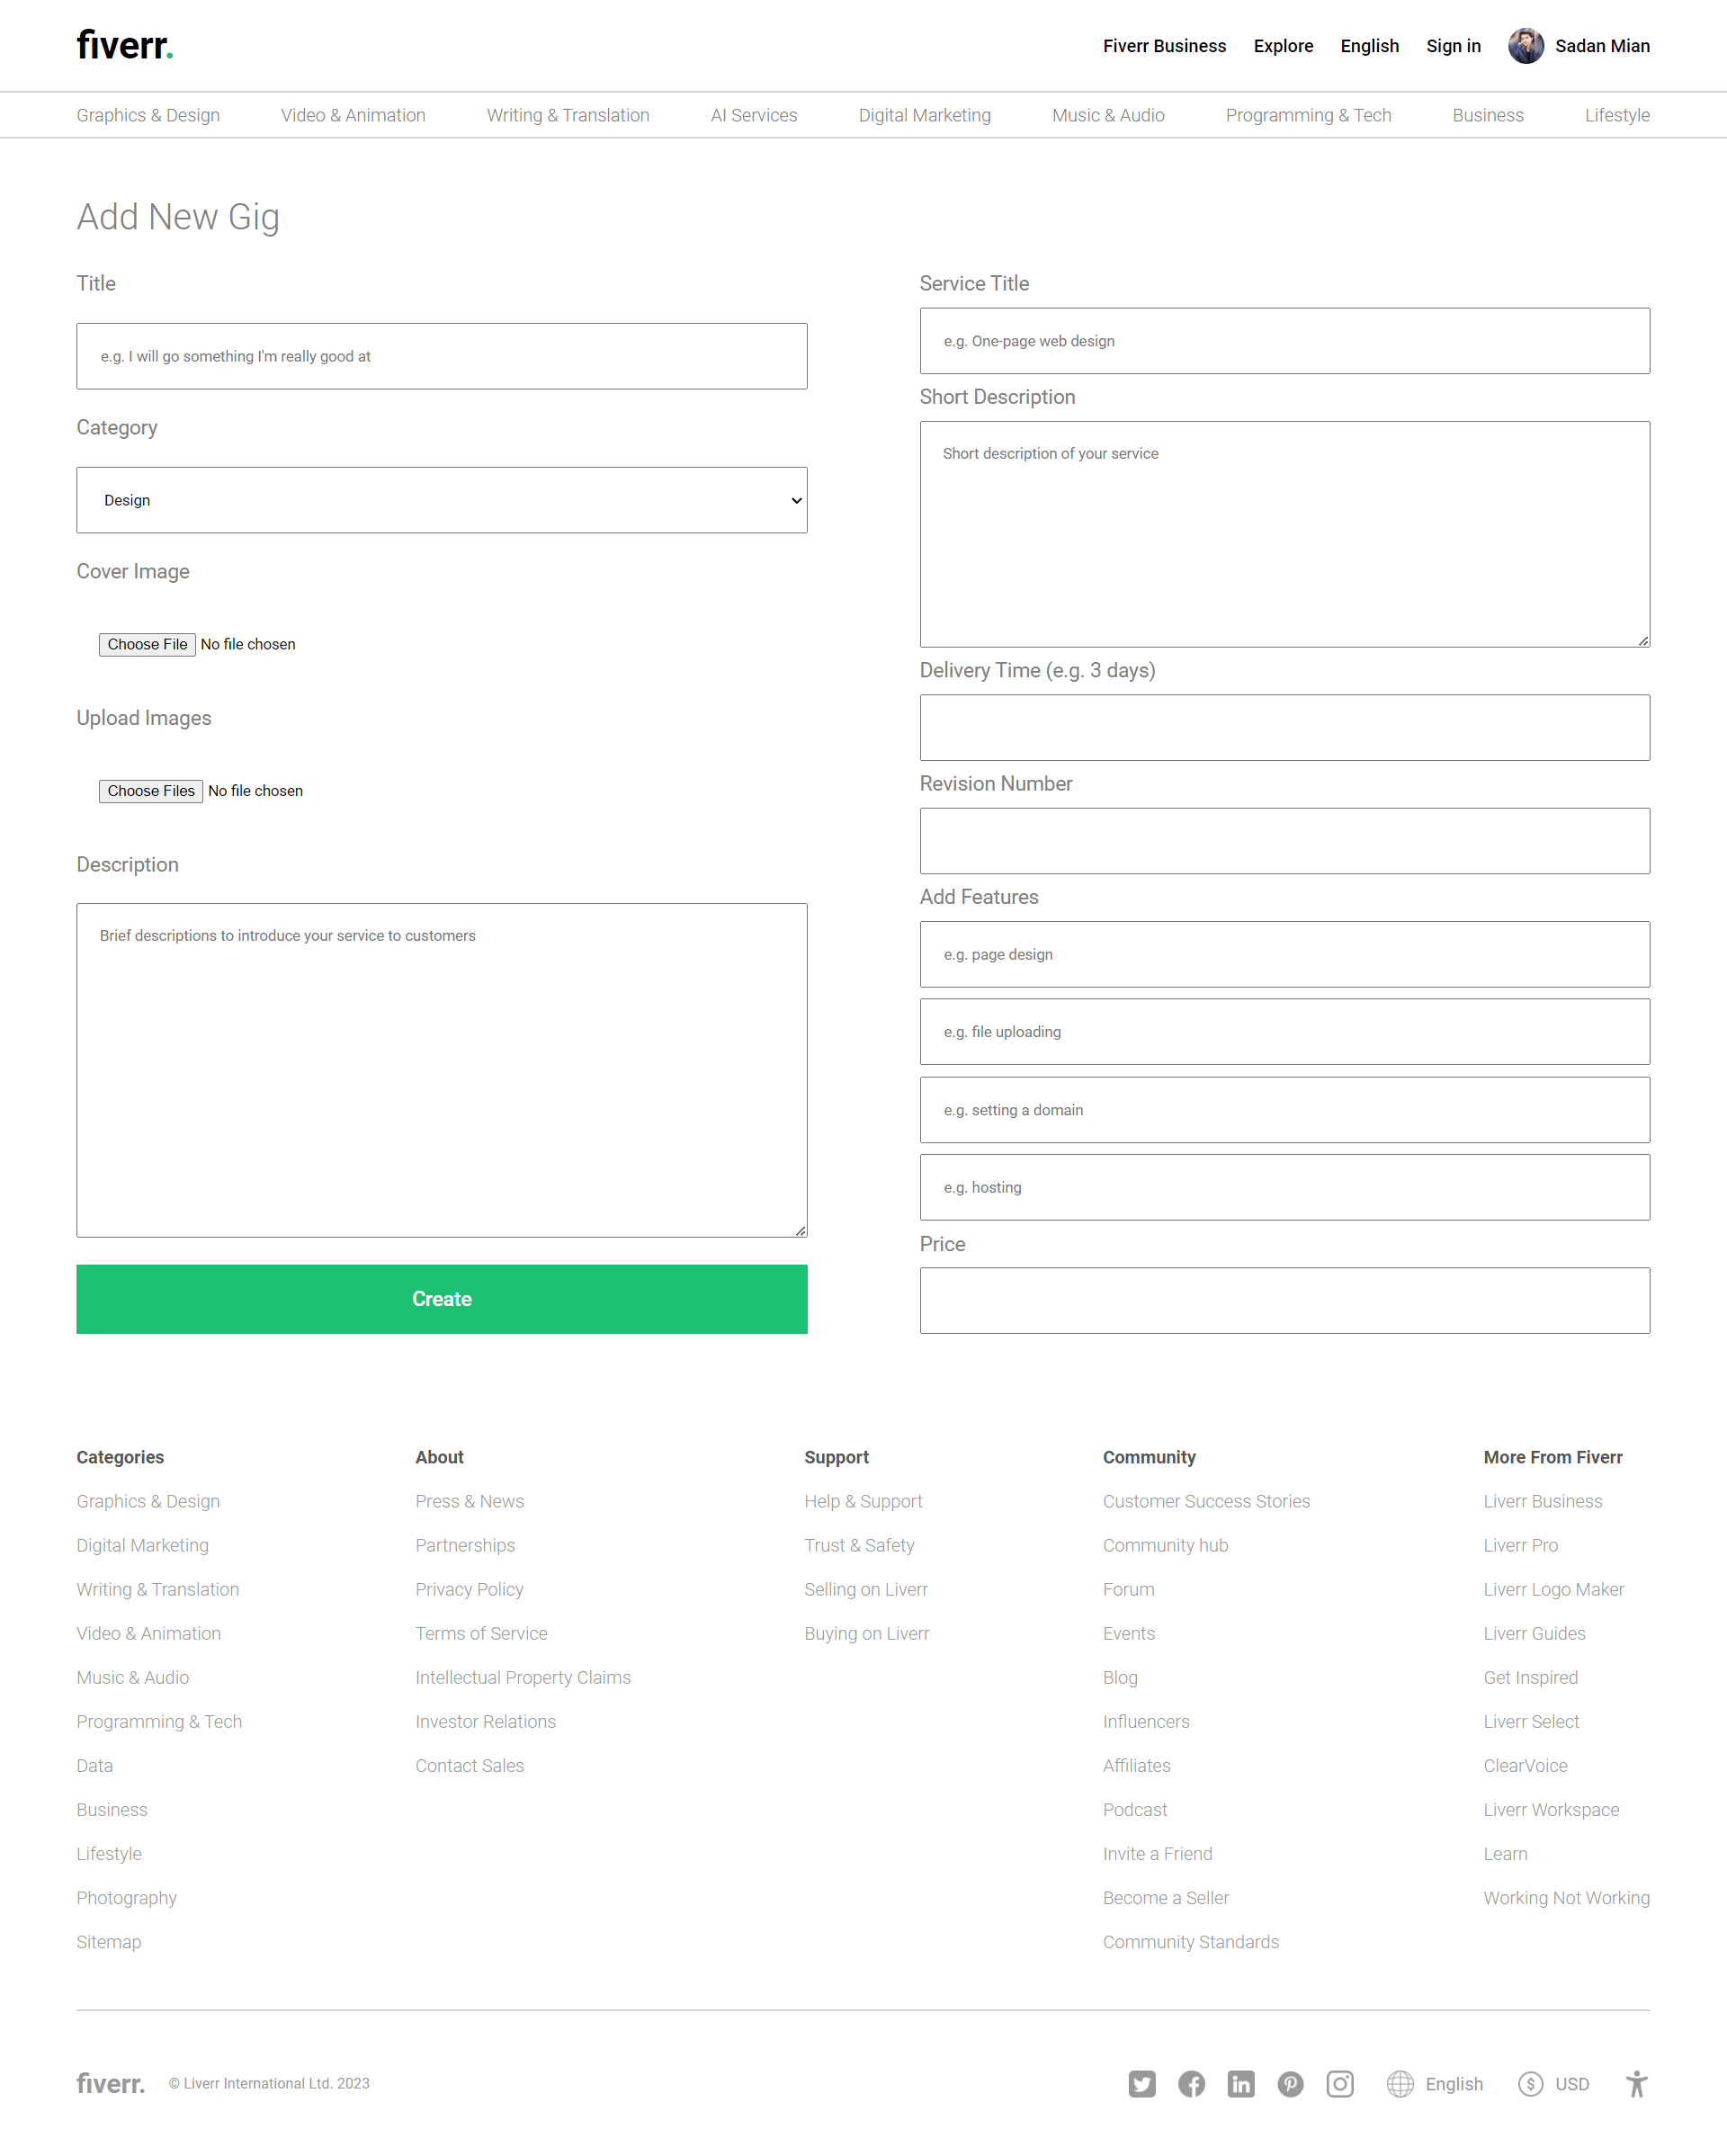 fiverr.
Fiverr Business Explore English Sign in Sadan Mian
Graphics & Design Video & Animation Writing & Translation AI Services Digital Marketing Music & Audio Programming & Tech Business Lifestyle
Add New Gig
Title
e.g. I will go something I'm really good at
Category
Design
Cover Image
Choose File No file chosen
Upload Images
Choose Files No file chosen
Description
Brief descriptions to introduce your service to customers
Create
Service Title
e.g. One-page web design
Short Description
Short description of your service
Delivery Time (e.g. 3 days)
Revision Number
Add Features
e.g. page design
e.g. file uploading
e.g. setting a domain
e.g. hosting
Price
Categories
Graphics & Design
Digital Marketing
Writing & Translation
Video & Animation
Music & Audio
Programming & Tech
Data
Business
Lifestyle
Photography
Sitemap
About
Press & News
Partnerships
Privacy Policy
Terms of Service
Intellectual Property Claims
Investor Relations
Contact Sales
Support
Help & Support
Trust & Safety
Selling on Liverr
Buying on Liverr
Community
Customer Success Stories
Community hub
Forum
Events
Blog
Influencers
Affiliates
Podcast
Invite a Friend
Become a Seller
Community Standards
More From Fiverr
Liverr Business
Liverr Pro
Liverr Logo Maker
Liverr Guides
Get Inspired
Liverr Select
ClearVoice
Liverr Workspace
Learn
Working Not Working
fiverr. © Liverr International Ltd. 2023
English $ USD